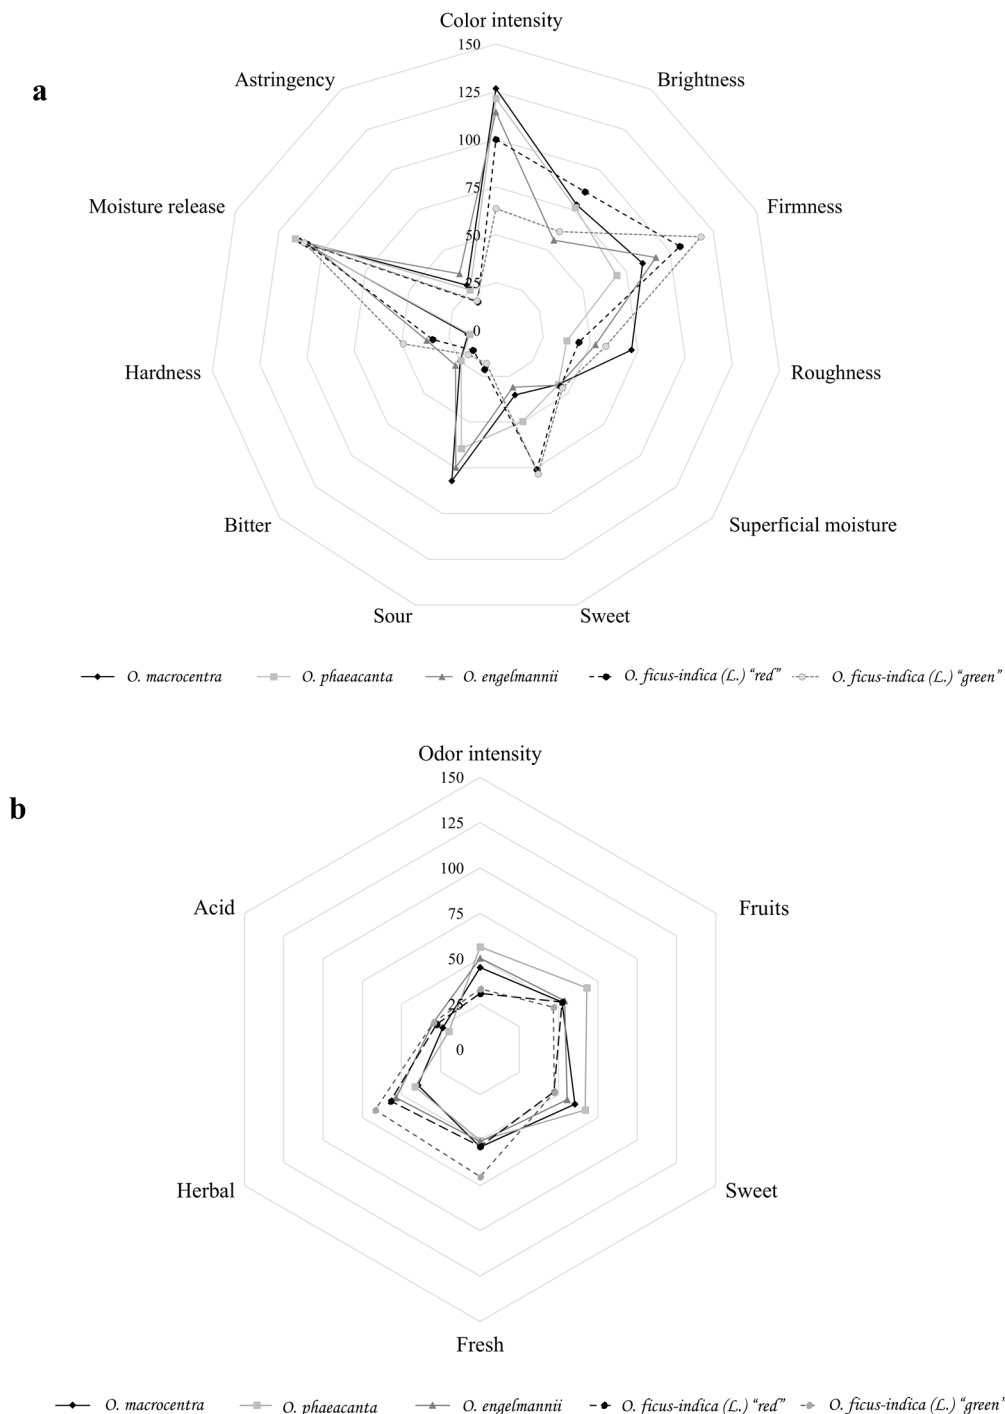 Color intensity
150
a
Astringency
Brightness
125
100
75
Moisture release
Firmness
50
25
0
Hardness
Roughness
Bitter
Superficial moisture
Sour
Sweet
O. macrocentra
O. phaeacanta
O. engelmannii
O. ficus-indica (L.) “red”
O. ficus-indica (L.) “green”
Odor intensity
150
b
125
100
Acid
Fruits
75
50
25
0
Herbal
Sweet
Fresh
O. macrocentra
O. phaeacanta
O. engelmannii
O. ficus-indica (L.) “red”
O. ficus-indica (L.) “green’